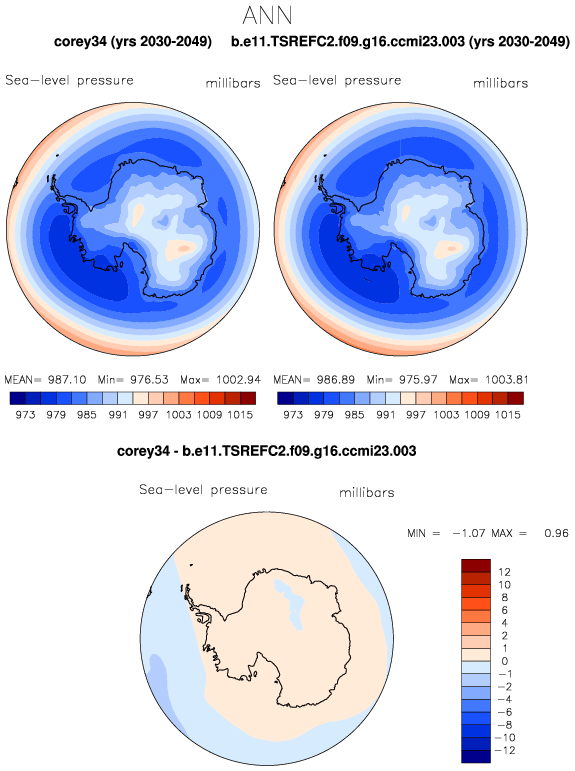 ANN
corey34 (yrs 2030-2049) b.e11.TSREFC2.f09.g16.ccmi23.003 (yrs 2030-2049)
Sea-level pressure millibars Sea-level pressure millibars
MEAN= 987.10 Min= 976.53 Max= 1002.94 MEAN= 986.89 Min= 975.97 Max= 1003.81
973 979 985 991 997 1003 1009 1015 973 979 985 991 997 1003 1009 1015
corey34 - b.e11.TSREFC2.f09.g16.ccmi23.003
Sea-level pressure millibars
MIN = -1.07 MAX = 0.96
12
10
8
6
4
2
1
0
-1
-2
-4
-6
-8
-10
-12